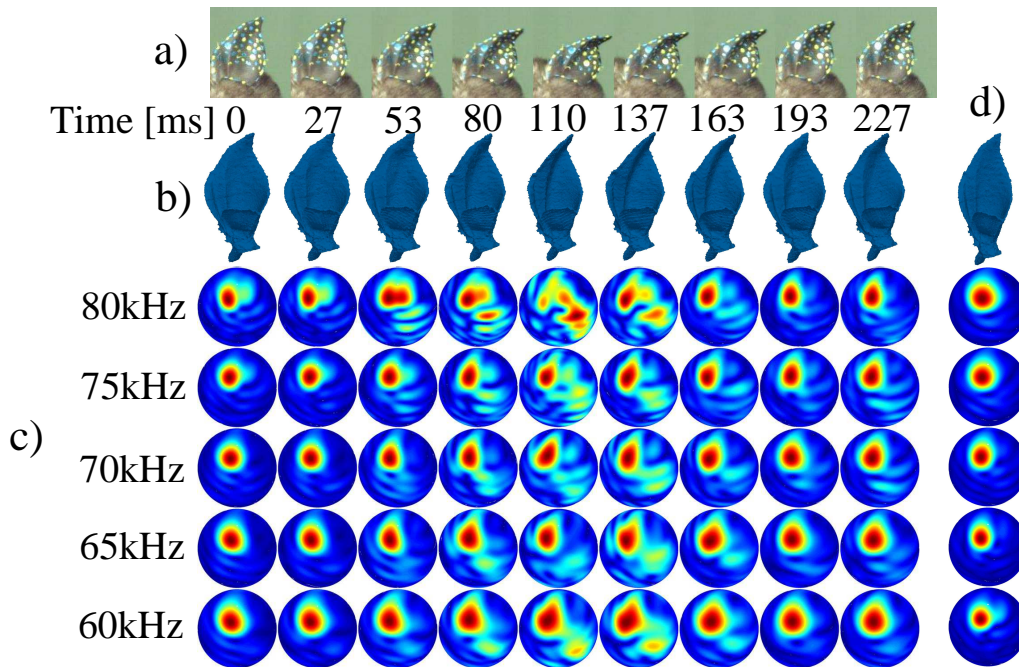 a)
d)
Time [ms] 0 27 53 80 110 137 163 193 227
b)
80kHz
75kHz
c)
70kHz
65kHz
60kHz